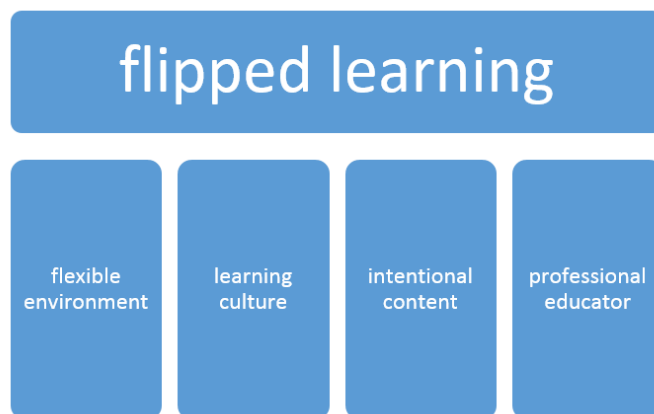 flipped learning
flexible
environment
learning
culture
intentional
content
professional
educator